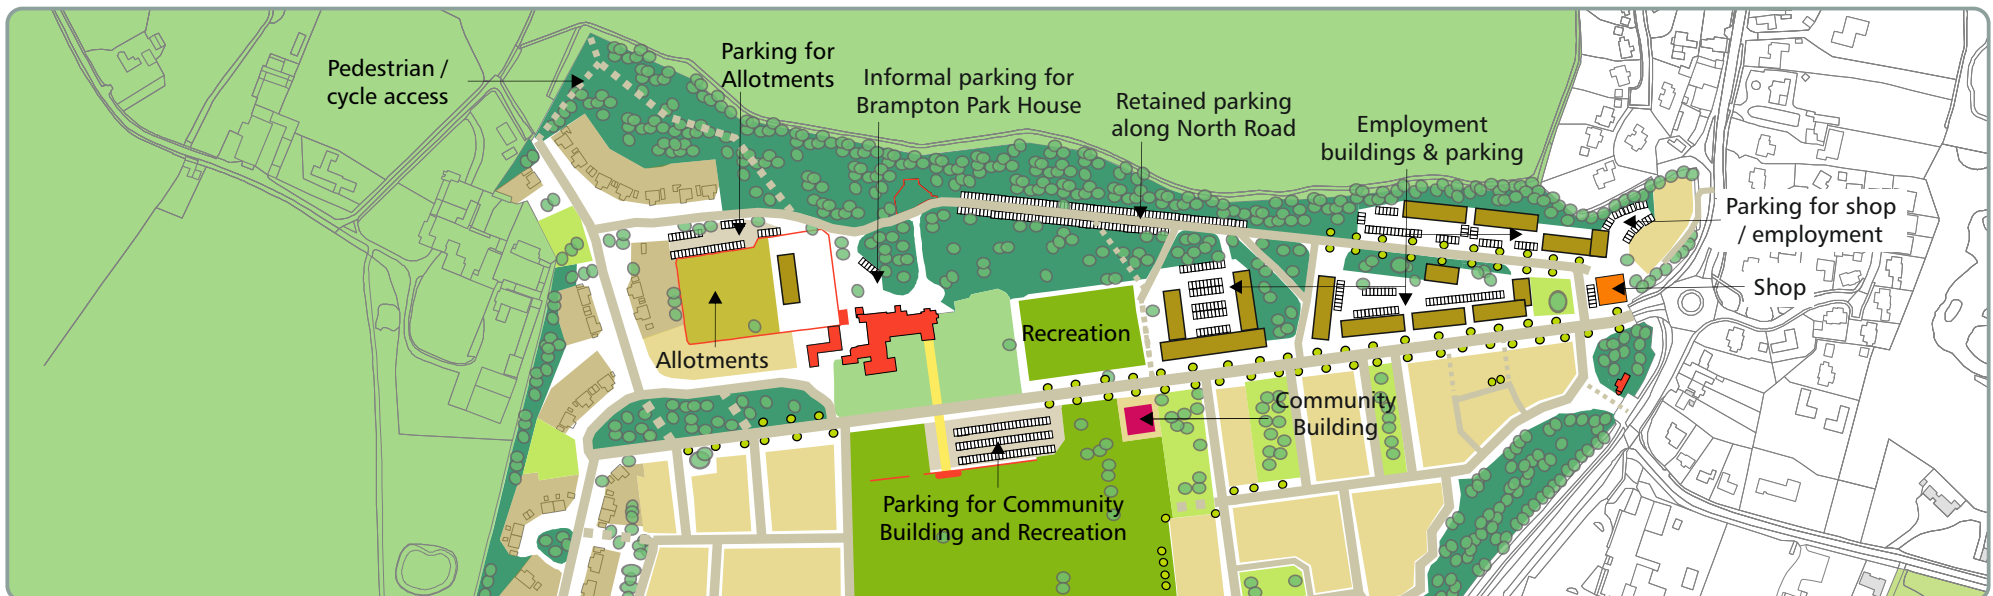 Pedestrian /
cycle access
Parking for
Allotments
Informal parking for
Brampton Park House
Retained parking
along North Road
Employment
buildings & parking
Parking for shop
/ employment
Shop
Recreation
Allotments
Community
Building
Parking for Community
Building and Recreation